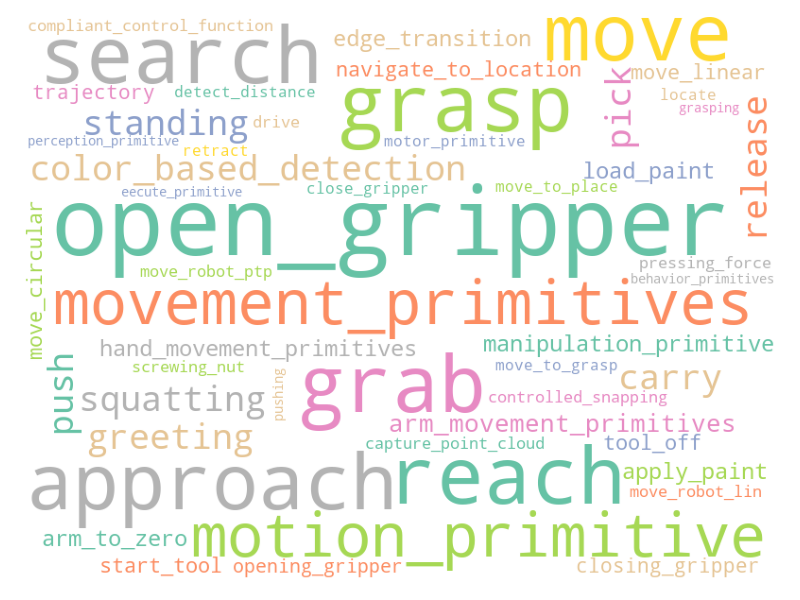 compliant_control_function
search
edge_transition
move
navigate_to_location
move_linear
trajectory
detect_distance
grasp
pick
locate
grasping
standing
drive
release
perception_primitive
retract
motor_primitive
color_based_detection
load_paint
eecute_primitive
close_gripper
move_to_place
open_gripper
move_circular
move_robot_ptp
pressing_force
behavior_primitives
movement_primitives
hand_movement_primitives
manipulation_primitive
push
screwing_nut
grab
move_to_grasp
carry
squatting
pushing
controlled_snapping
greeting
arm_movement_primitives
capture_point_cloud
tool_off
approach
reach
apply_paint
move_robot_lin
arm_to_zero
motion_primitive
start_tool
opening_gripper
closing_gripper